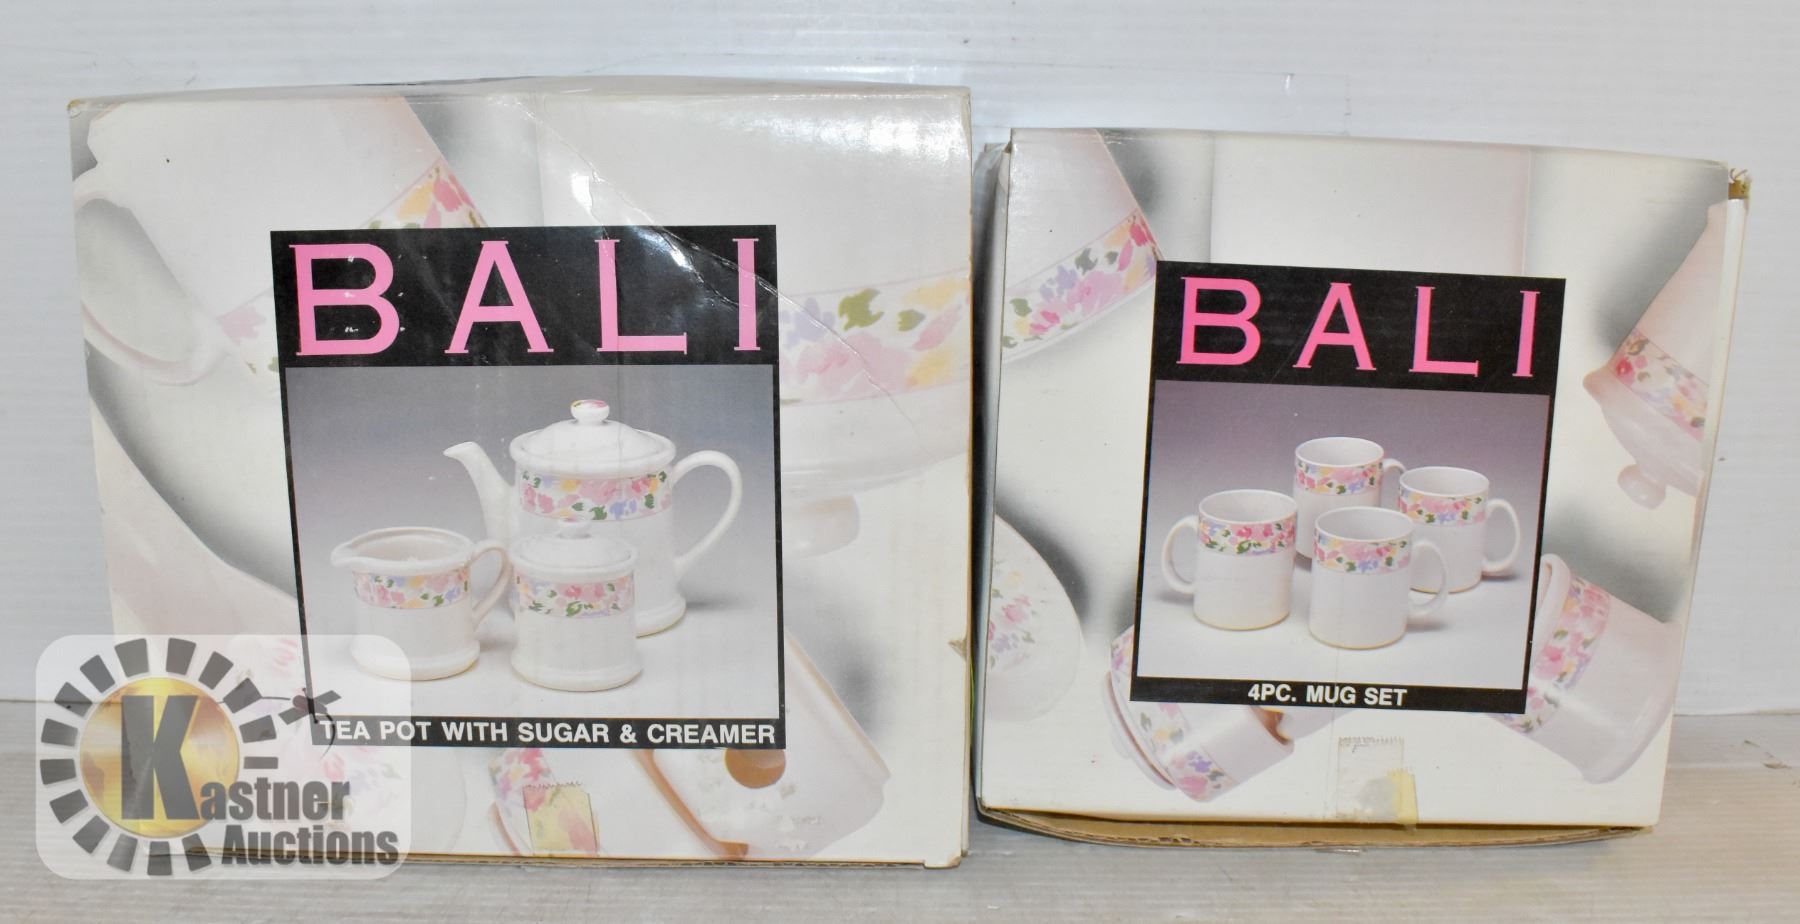 BALI
TEA POT WITH SUGAR & CREAMER
BALI
4PC. MUG SET
Kastner
Auctions